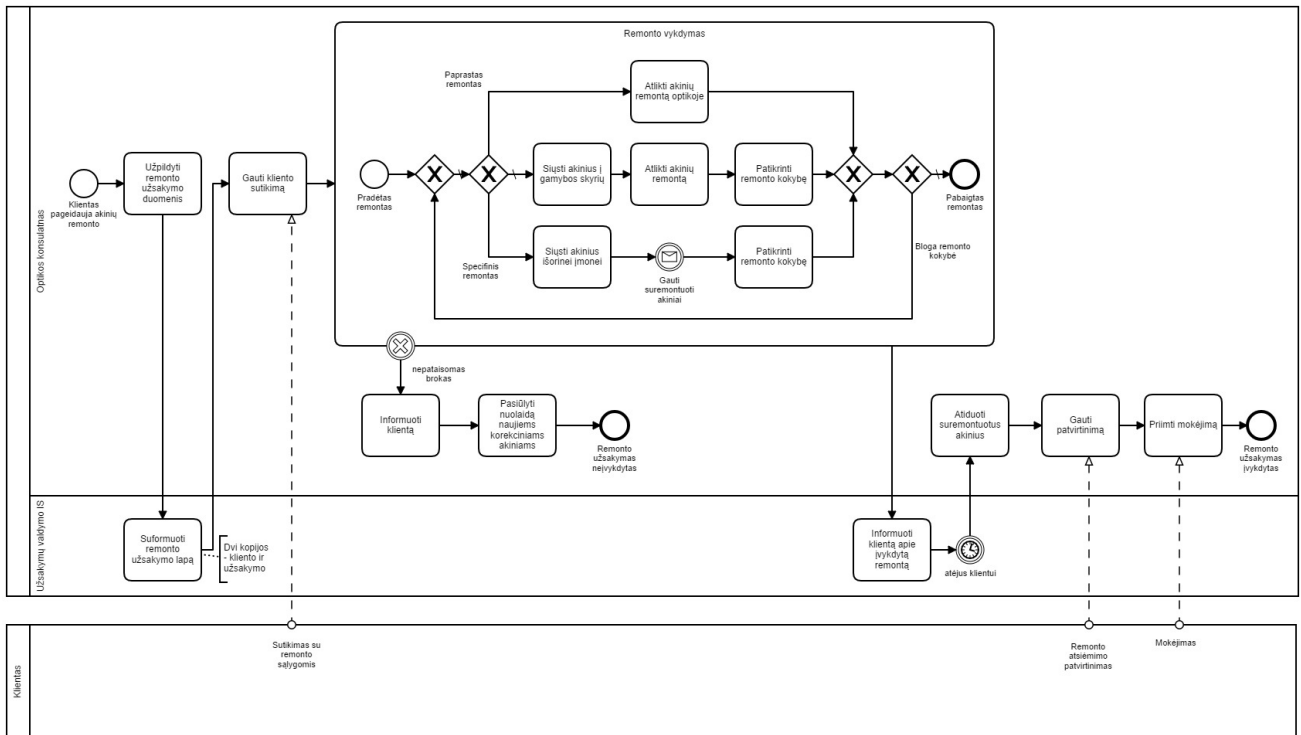 Optikos konsulatnas
Klientas
pageidauja akinių
remonto
Užpildyti
remonto
užsakymo
duomenis
Gauti kliento
sutikimą
Remonto vykdymas
Pradėtas
remontas
Paprastas
remontas
Atlikti akinių
remontą optikoje
Siųsti akinius į
gamybos skyrių
Atlikti akinių
remontą
Patikrinti
remonto kokybę
Specifinis
remontas
Siųsti akinius
išorinei įmonei
Gauti
suremontuoti
akiniai
Patikrinti
remonto kokybę
Bloga remonto
kokybė
Pabaigtas
remontas
nepataisomas
brokas
Informuoti
klientą
Pasiūlyti
nuolaidą
naujiems
korekciniams
akiniams
Remonto
užsakymas
neįvykdytas
Atiduoti
suremontuotus
akinius
Gauti
patvirtinimą
Priimti mokėjimą
Remonto
užsakymas
įvykdytas
Užsakymų valdymo IS
Suformuoti
remonto
užsakymo lapą
Dvi kopijos
- kliento ir
užsakymo
Informuoti
klientą apie
įvykdytą
remontą
atėjus klientui
Klientas
Sutikimas su
remonto
sąlygomis
Remonto
atsiėmimo
patvirtinimas
Mokėjimas